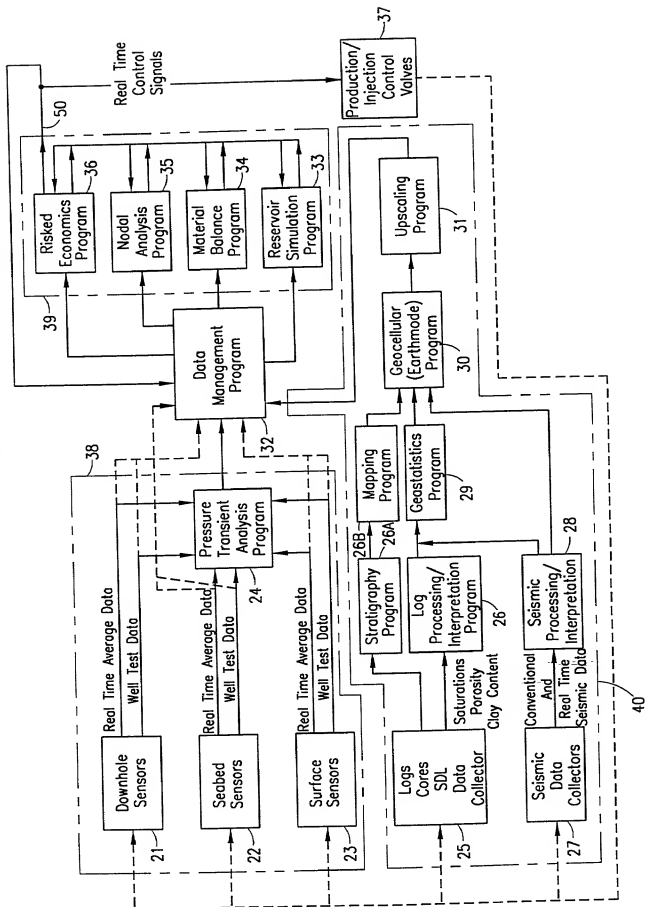 50
Real Time
Control
Signals
Production/
Injection Control
Valves
37
Risked
Economics
Program
36
Nodal
Analysis
Program
35
Material
Balance
Program
34
Reservoir
Simulation
Program
33
39
Data
Management
Program
32
Upscaling
Program
31
Geocellular
(Earthmode)
Program
30
38
Pressure
Transient
Analysis
Program
24
Mapping
Program
26B
Geostatistics
Program
29
Stratigraphy
Program
26A
Log
Processing/
Interpretation
Program
26
Seismic
Processing/
Interpretation
28
Real Time Average Data
Well Test Data
Real Time Average Data
Well Test Data
Real Time Average Data
Well Test Data
Saturations
Porosity
Clay Content
Conventional
And
Real Time
Seismic Data
40
Downhole
Sensors
21
Seabed
Sensors
22
Surface
Sensors
23
Logs
Cores
SDL
Data
Collector
25
Seismic
Data
Collectors
27